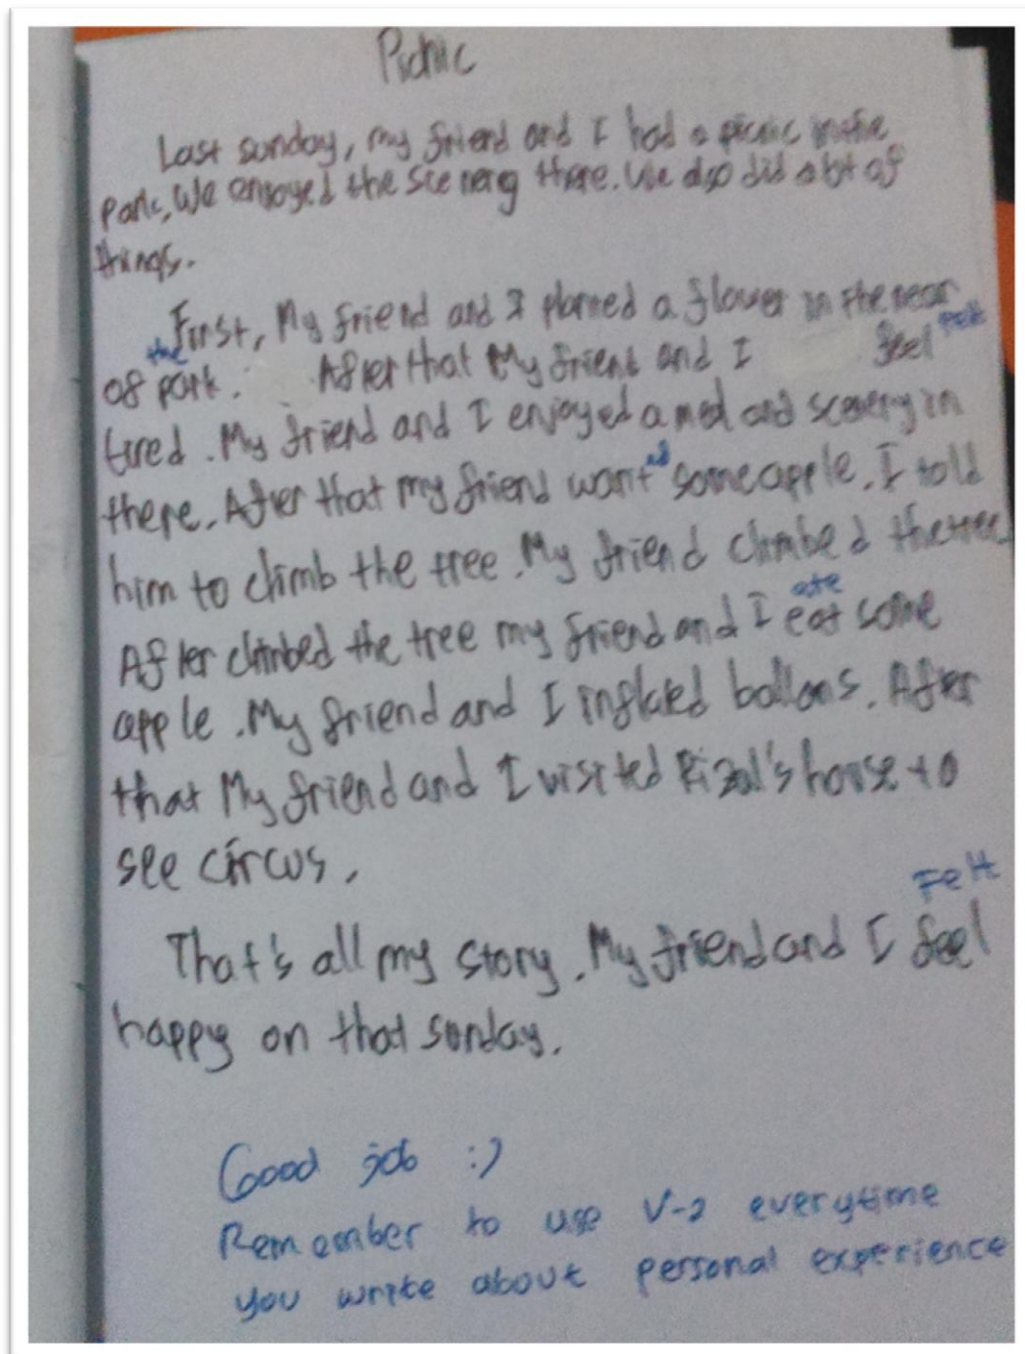 Picnic
Last sunday, my friend and I had a picnic in the
park, We enjoyed the scenery there. We also did a lot of
things.
First, My friend and I planted a flower in the near
the felt
of park. After that My friend and I feel
tired. My friend and I enjoyed a meal and scenery in
there. After that my friend wanted some apple. I told
him to climb the tree. My friend climbed the tree
ate
After climbed the tree my friend and I eat some
apple. My friend and I inflated ballons. After
that My friend and I visited Rizal's house to
see circus.
Felt
That's all my story. My friend and I feel
happy on that sunday.
Good job :)
Remember to use V-2 everytime
you write about personal experience